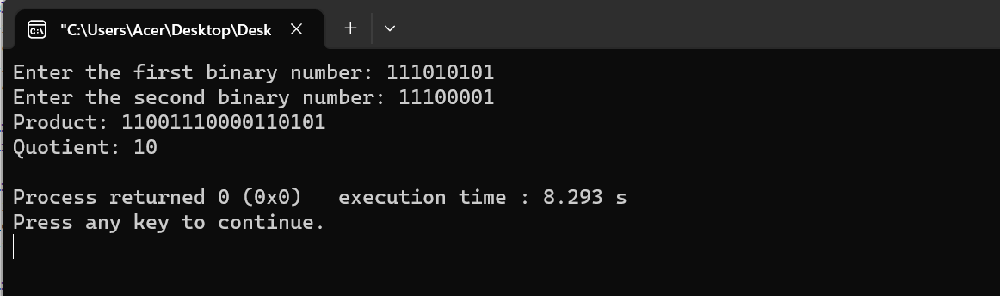 "C:\Users\Acer\Desktop\Desk
Enter the first binary number: 111010101
Enter the second binary number: 11100001
Product: 11001110000110101
Quotient: 10
Process returned 0 (0x0)   execution time : 8.293 s
Press any key to continue.